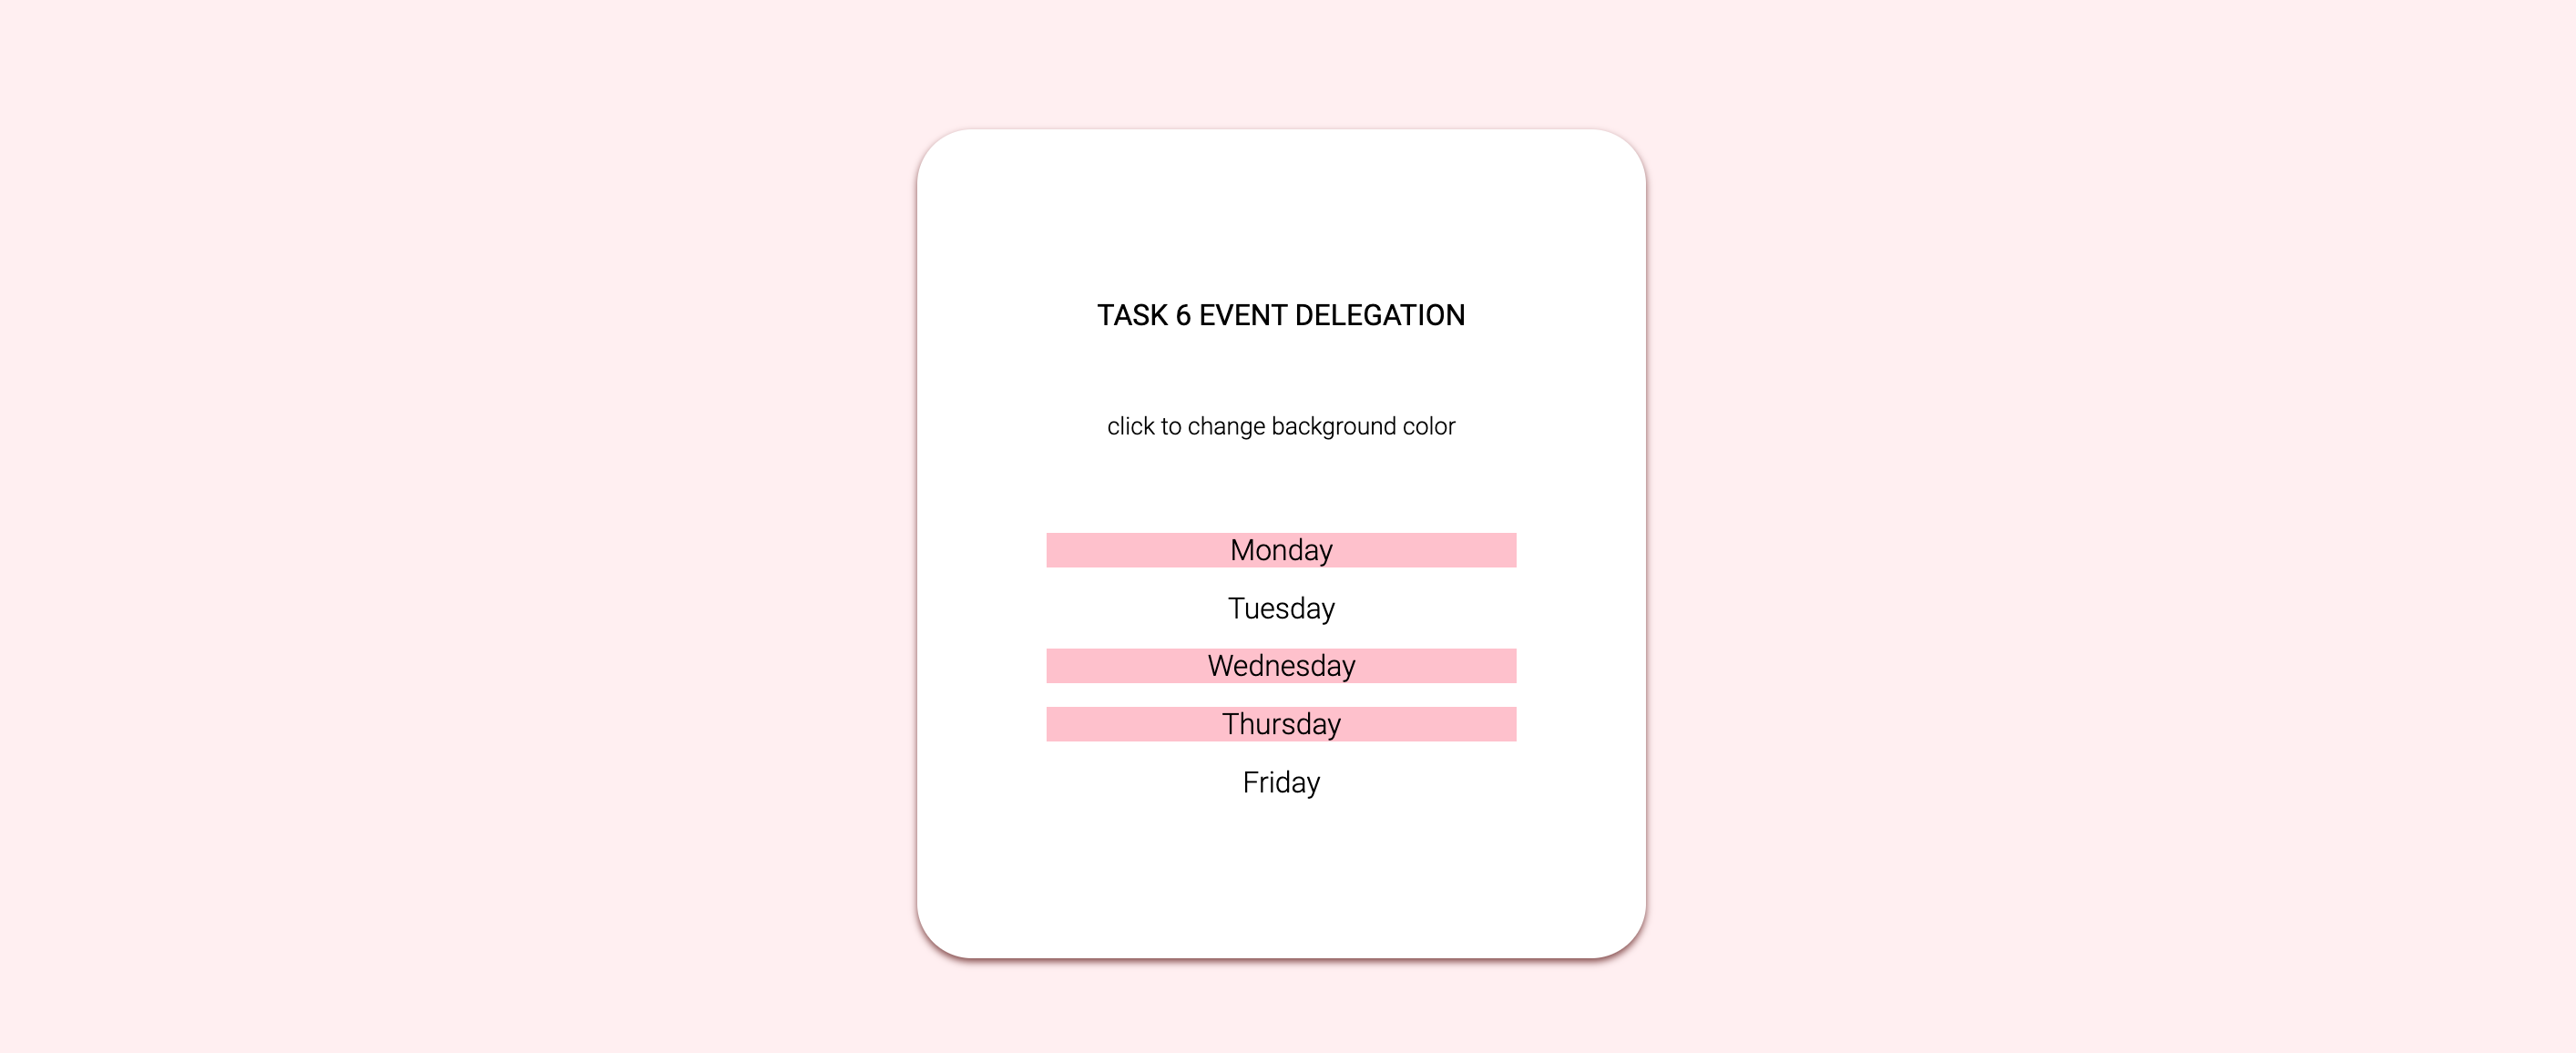 TASK 6 EVENT DELEGATION
click to change background color
Monday
Tuesday
Wednesday
Thursday
Friday